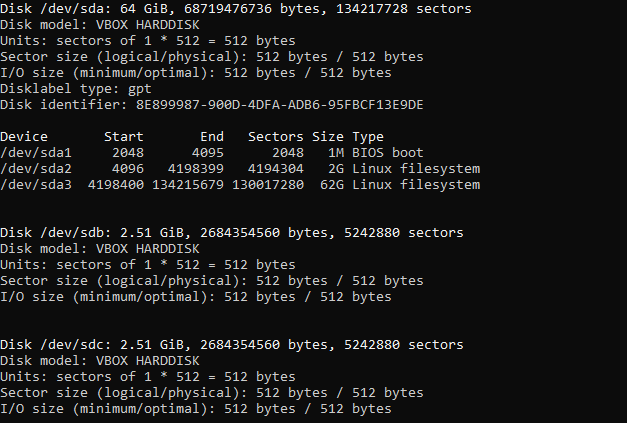 Disk /dev/sda: 64 GiB, 68719476736 bytes, 134217728 sectors
Disk model: VBOX HARDDISK
Units: sectors of 1 * 512 = 512 bytes
Sector size (logical/physical): 512 bytes / 512 bytes
I/O size (minimum/optimal): 512 bytes / 512 bytes
Disklabel type: gpt
Disk identifier: 8E899987-900D-4DFA-ADB6-95FBCF13E9DE
Device       Start       End   Sectors Size Type
/dev/sda1     2048      4095      2048   1M BIOS boot
/dev/sda2     4096   4198399   4194304   2G Linux filesystem
/dev/sda3  4198400 134215679 130017280  62G Linux filesystem
Disk /dev/sdb: 2.51 GiB, 2684354560 bytes, 5242880 sectors
Disk model: VBOX HARDDISK
Units: sectors of 1 * 512 = 512 bytes
Sector size (logical/physical): 512 bytes / 512 bytes
I/O size (minimum/optimal): 512 bytes / 512 bytes
Disk /dev/sdc: 2.51 GiB, 2684354560 bytes, 5242880 sectors
Disk model: VBOX HARDDISK
Units: sectors of 1 * 512 = 512 bytes
Sector size (logical/physical): 512 bytes / 512 bytes
I/O size (minimum/optimal): 512 bytes / 512 bytes